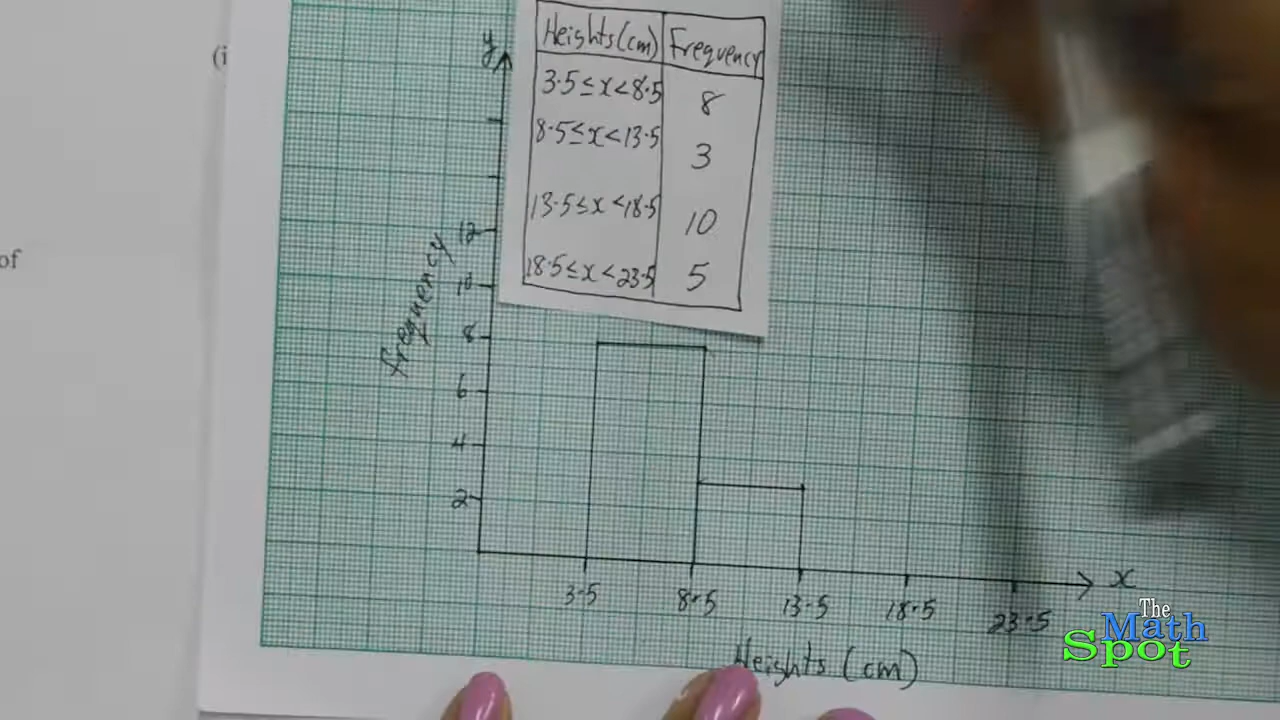 (i
of
Heights(cm) Frequency
3.5≤x<8.5 8
8.5≤x<13.5 3
13.5≤x<18.5 10
18.5≤x<23.5 5
y
12
10
8
6
4
2
frequency
3.5 8.5 13.5 18.5 23.5
x
Heights (cm)
The
Math
Spot